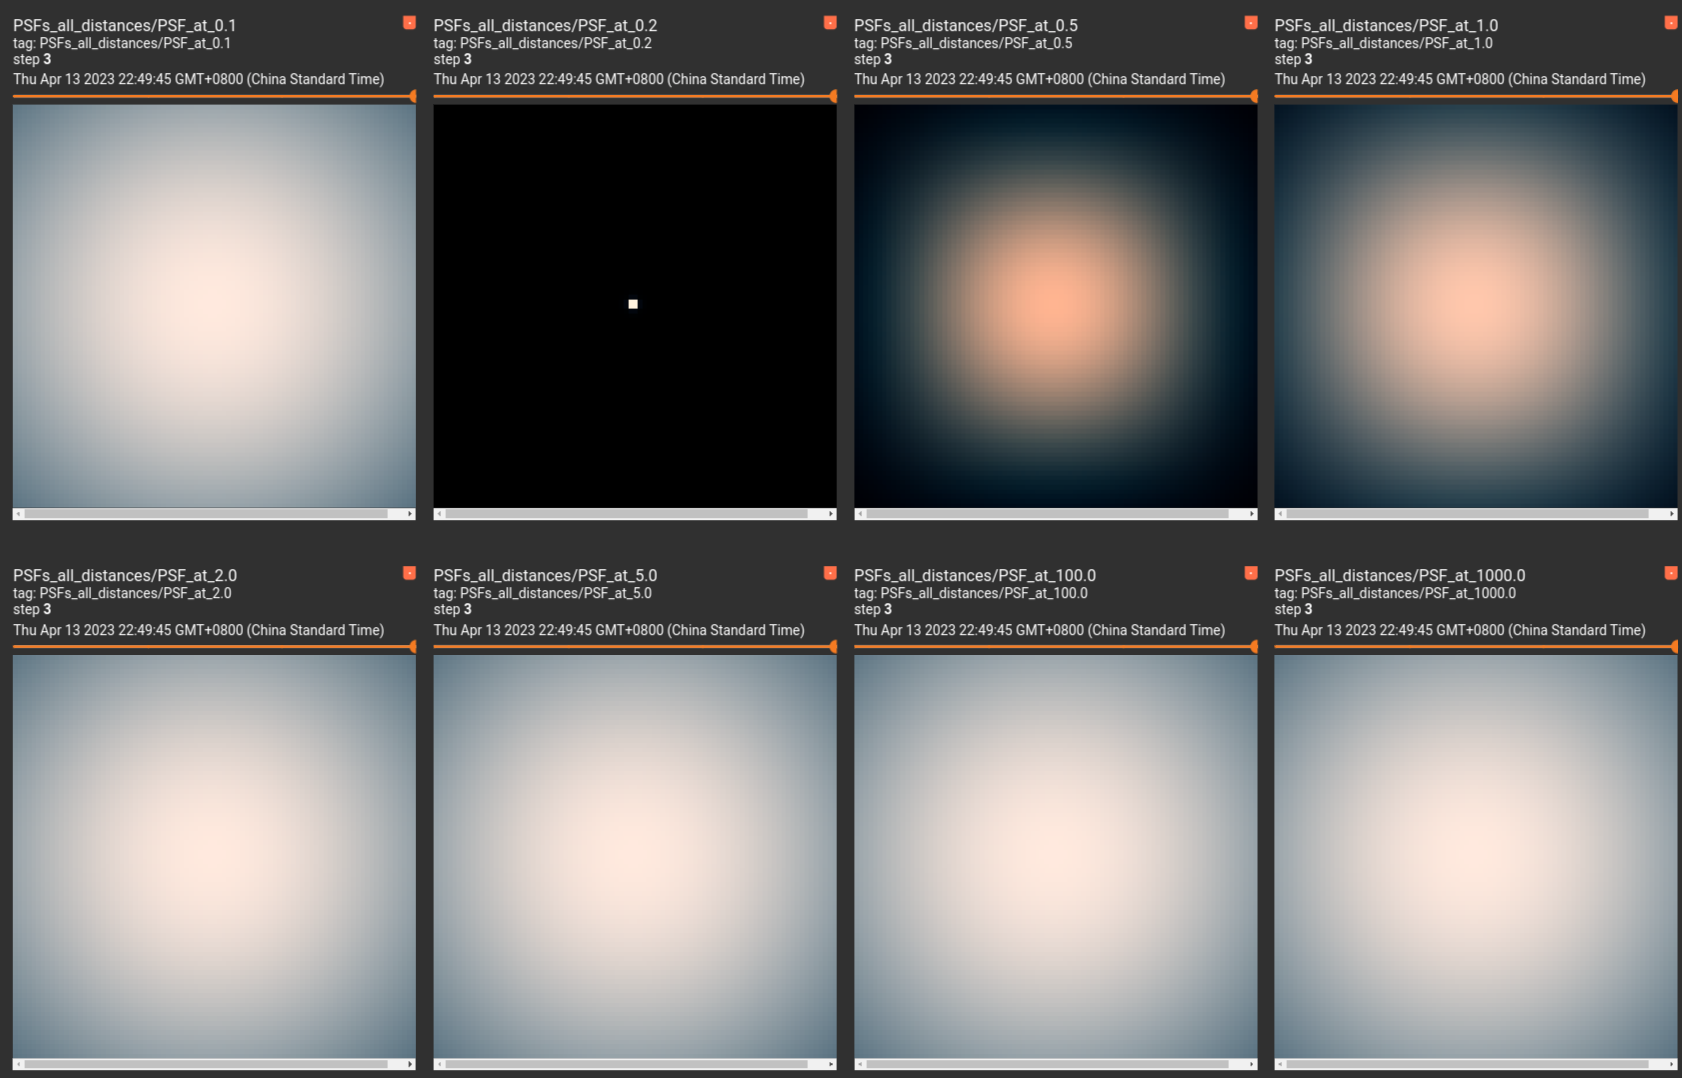 PSFs_all_distances/PSF_at_0.1
tag: PSFs_all_distances/PSF_at_0.1
step 3
Thu Apr 13 2023 22:49:45 GMT+0800 (China Standard Time)
PSFs_all_distances/PSF_at_0.2
tag: PSFs_all_distances/PSF_at_0.2
step 3
Thu Apr 13 2023 22:49:45 GMT+0800 (China Standard Time)
PSFs_all_distances/PSF_at_0.5
tag: PSFs_all_distances/PSF_at_0.5
step 3
Thu Apr 13 2023 22:49:45 GMT+0800 (China Standard Time)
PSFs_all_distances/PSF_at_1.0
tag: PSFs_all_distances/PSF_at_1.0
step 3
Thu Apr 13 2023 22:49:45 GMT+0800 (China Standard Time)
PSFs_all_distances/PSF_at_2.0
tag: PSFs_all_distances/PSF_at_2.0
step 3
Thu Apr 13 2023 22:49:45 GMT+0800 (China Standard Time)
PSFs_all_distances/PSF_at_5.0
tag: PSFs_all_distances/PSF_at_5.0
step 3
Thu Apr 13 2023 22:49:45 GMT+0800 (China Standard Time)
PSFs_all_distances/PSF_at_100.0
tag: PSFs_all_distances/PSF_at_100.0
step 3
Thu Apr 13 2023 22:49:45 GMT+0800 (China Standard Time)
PSFs_all_distances/PSF_at_1000.0
tag: PSFs_all_distances/PSF_at_1000.0
step 3
Thu Apr 13 2023 22:49:45 GMT+0800 (China Standard Time)